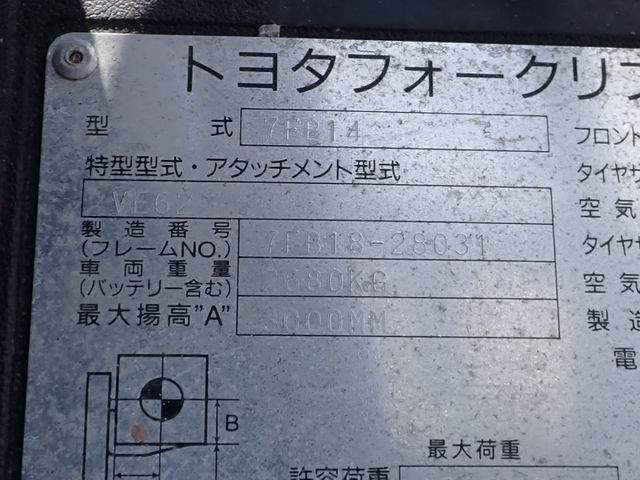 トヨタフォークリフ
型 式 7FB14
フロント
特型型式・アタッチメント型式
タイヤサ
空気
製造番号
(フレームNO.) 7FB18-28031
タイヤサ
車両重量
(バッテリー含む)
空気
最大揚高"A" 3000MM
製造
電
B
最大荷重
許容荷重